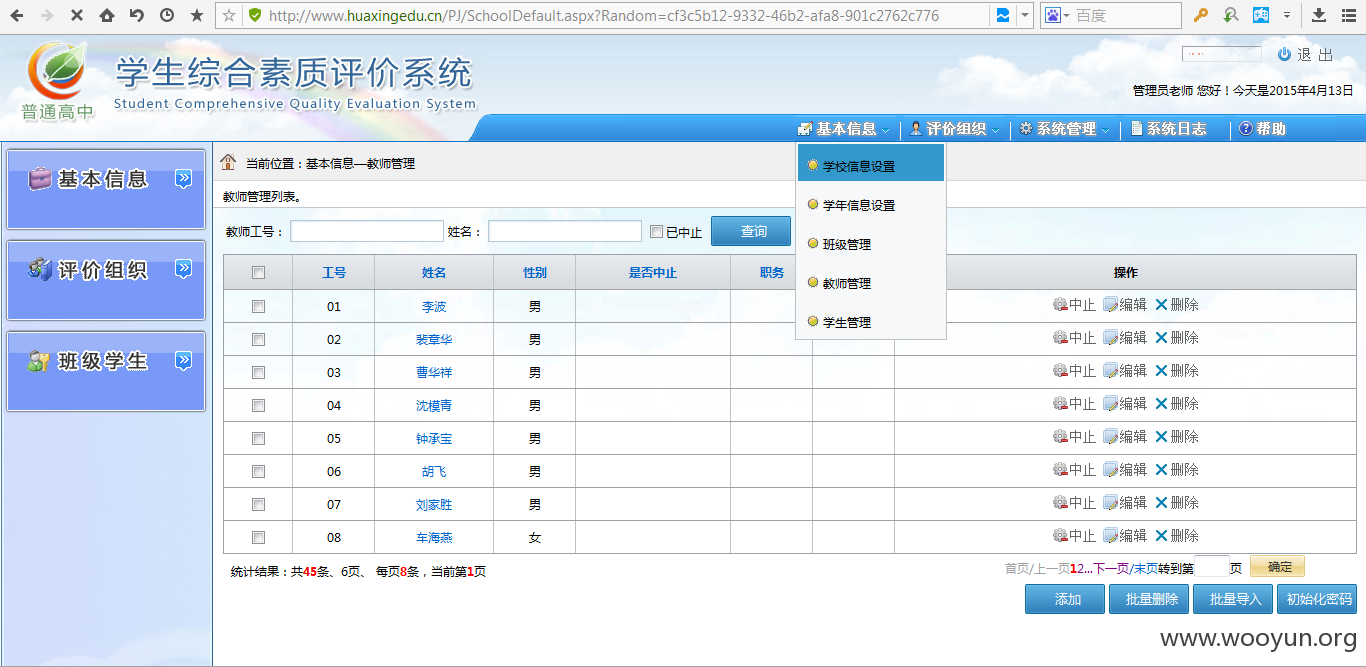 http://www.huaxingedu.cn/PJ/SchoolDefault.aspx?Random=cf3c5b12-9332-46b2-afa8-901c2762c776 百度
普通高中 学生综合素质评价系统
Student Comprehensive Quality Evaluation System
退 出
管理员老师 您好！今天是2015年4月13日
基本信息 评价组织 系统管理 系统日志 帮助
学校信息设置
学年信息设置
班级管理
教师管理
学生管理
基本信息
评价组织
班级学生
当前位置：基本信息—教师管理
教师管理列表。
教师工号： 姓名： 已中止 查询
工号 姓名 性别 是否中止 职务 操作
01 李波 男 中止 编辑 删除
02 裴章华 男 中止 编辑 删除
03 曹华祥 男 中止 编辑 删除
04 沈模青 男 中止 编辑 删除
05 钟承宝 男 中止 编辑 删除
06 胡飞 男 中止 编辑 删除
07 刘家胜 男 中止 编辑 删除
08 车海燕 女 中止 编辑 删除
统计结果：共45条、6页、 每页8条，当前第1页
首页/上一页12...下一页/末页转到第 页 确定
添加 批量删除 批量导入 初始化密码
www.wooyun.org